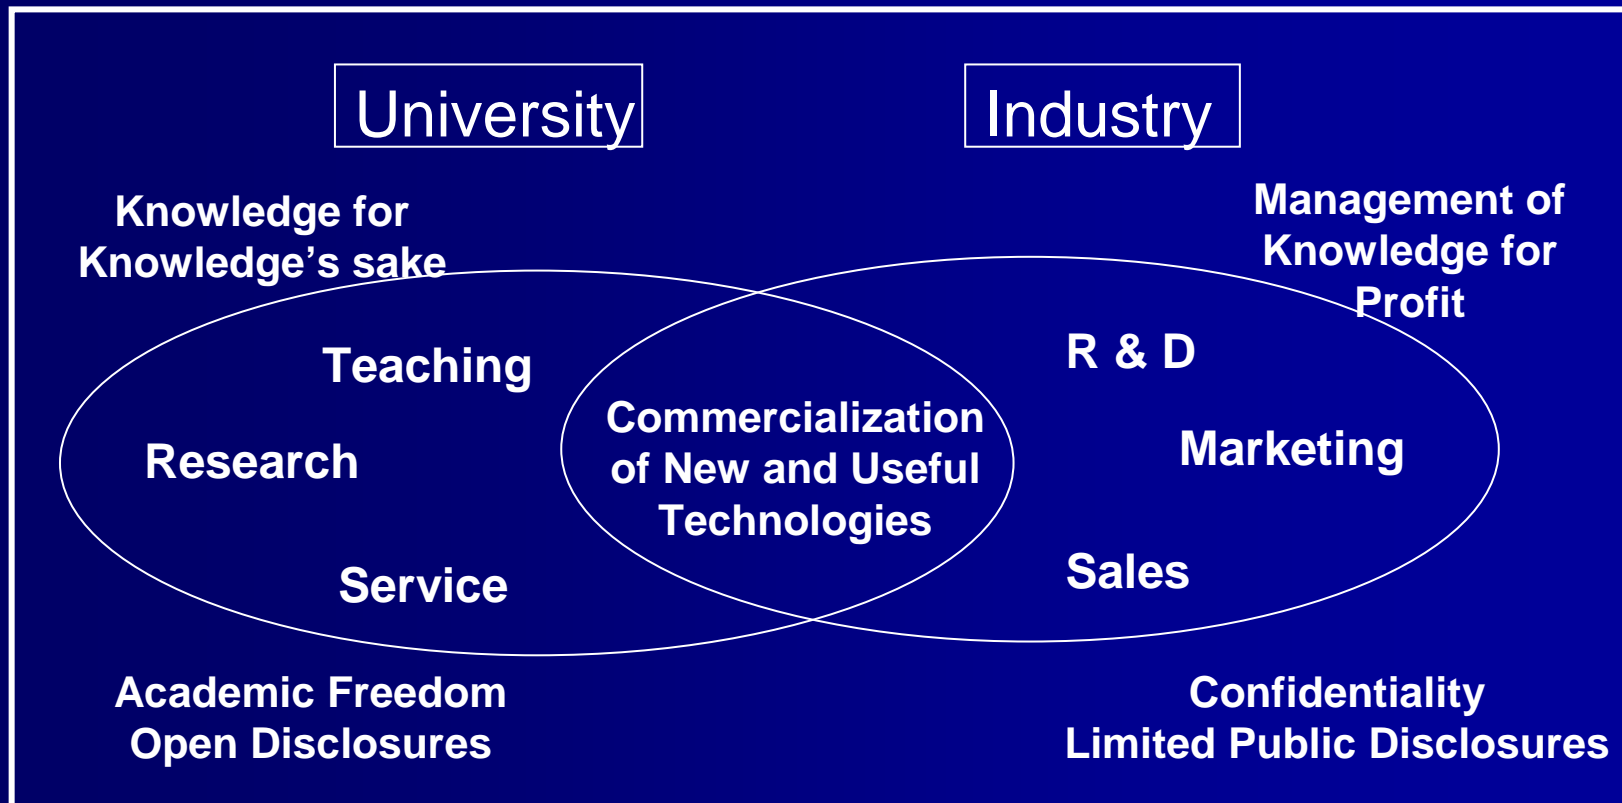 University
Industry
Knowledge for
Knowledge’s sake
Management of
Knowledge for
Profit
Teaching
Research
Service
Commercialization
of New and Useful
Technologies
R & D
Marketing
Sales
Academic Freedom
Open Disclosures
Confidentiality
Limited Public Disclosures